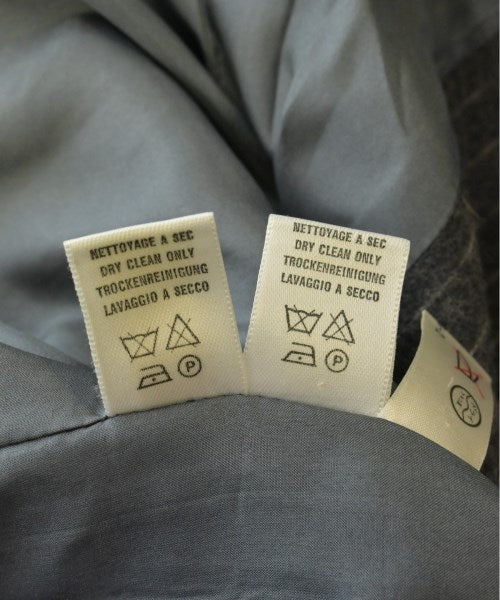 NETTOYAGE A SEC
DRY CLEAN ONLY
TROCKENREINIGUNG
LAVAGGIO A SECCO
P
NETTOYAGE A SEC
DRY CLEAN ONLY
TROCKENREINIGUNG
LAVAGGIO A SECCO
P